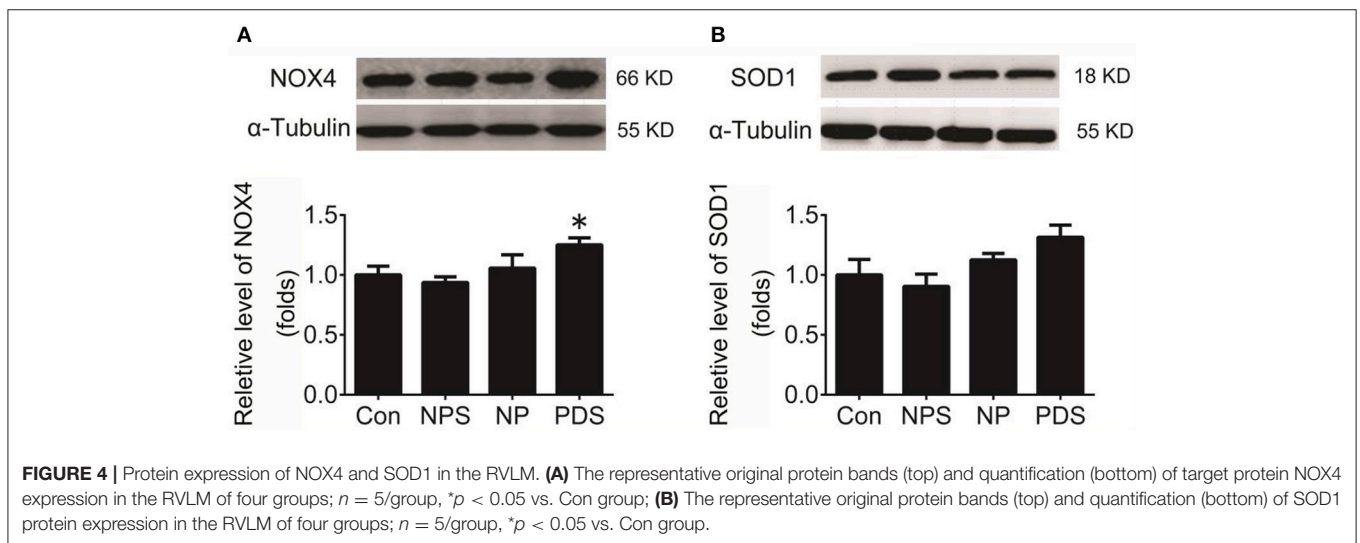 A
NOX4
66 KD
α-Tubulin
55 KD
Reletive level of NOX4
(folds)
1.5
1.0
0.5
0.0
*
Con NPS NP PDS
B
SOD1
18 KD
α-Tubulin
55 KD
Reletive level of SOD1
(folds)
1.5
1.0
0.5
0.0
Con NPS NP PDS
FIGURE 4 | Protein expression of NOX4 and SOD1 in the RVLM. (A) The representative original protein bands (top) and quantification (bottom) of target protein NOX4
expression in the RVLM of four groups; n = 5/group, *p < 0.05 vs. Con group; (B) The representative original protein bands (top) and quantification (bottom) of SOD1
protein expression in the RVLM of four groups; n = 5/group, *p < 0.05 vs. Con group.